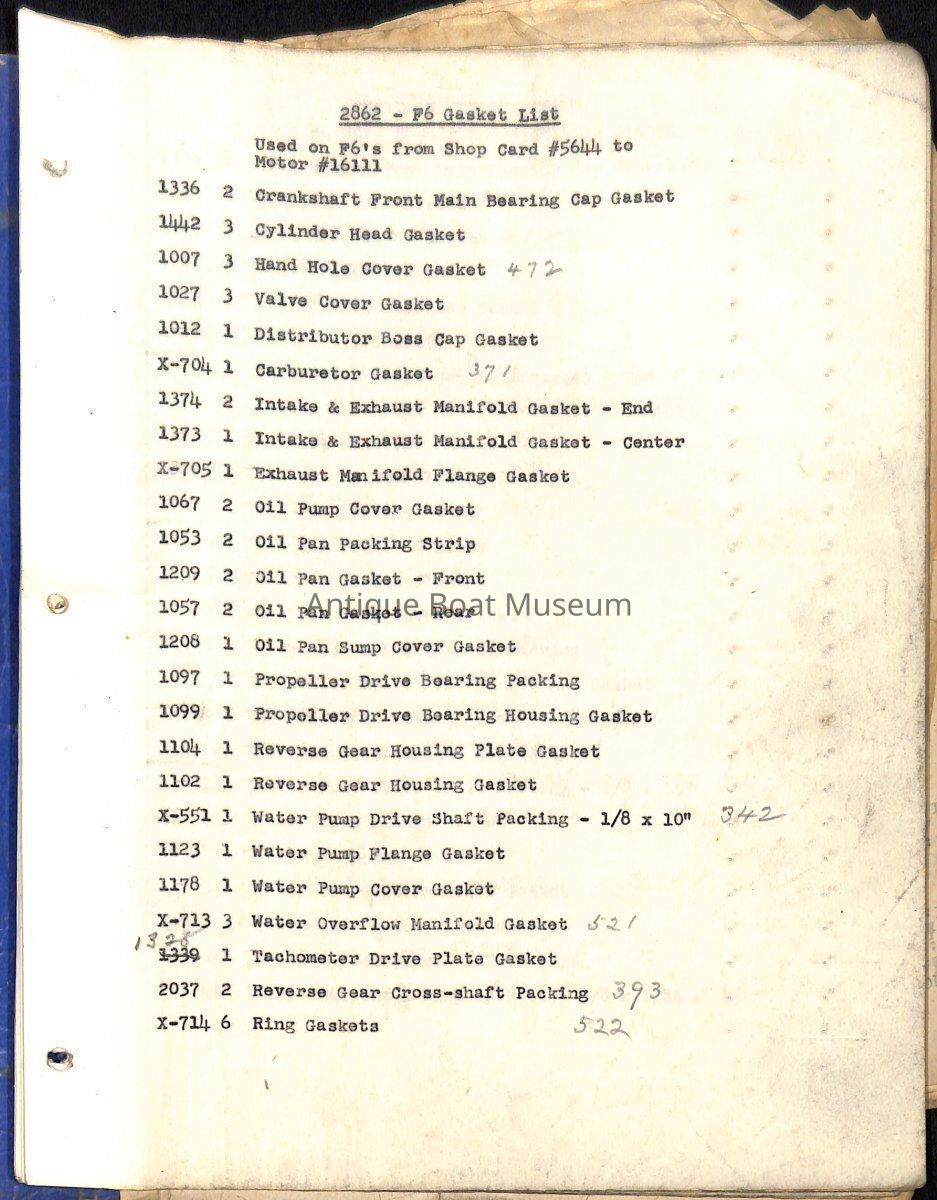 2862 - F6 Gasket List
Used on F6's from Shop Card #5644 to
Motor #16111
1336 2 Crankshaft Front Main Bearing Cap Gasket
1442 3 Cylinder Head Gasket
1007 3 Hand Hole Cover Gasket 472
1027 3 Valve Cover Gasket
1012 1 Distributor Boss Cap Gasket
X-704 1 Carburetor Gasket 371
1374 2 Intake & Exhaust Manifold Gasket - End
1373 1 Intake & Exhaust Manifold Gasket - Center
X-705 1 Exhaust Manifold Flange Gasket
1067 2 Oil Pump Cover Gasket
1053 2 Oil Pan Packing Strip
1209 2 Oil Pan Gasket - Front
1057 2 Oil Pan Gasket - Rear
Antique Boat Museum
1208 1 Oil Pan Sump Cover Gasket
1097 1 Propeller Drive Bearing Packing
1099 1 Propeller Drive Bearing Housing Gasket
1104 1 Reverse Gear Housing Plate Gasket
1102 1 Reverse Gear Housing Gasket
X-551 1 Water Pump Drive Shaft Packing - 1/8 x 10" 342
1123 1 Water Pump Flange Gasket
1178 1 Water Pump Cover Gasket
X-713 3 Water Overflow Manifold Gasket 521
1339 1 Tachometer Drive Plate Gasket
2037 2 Reverse Gear Cross-shaft Packing 393
X-714 6 Ring Gaskets 522